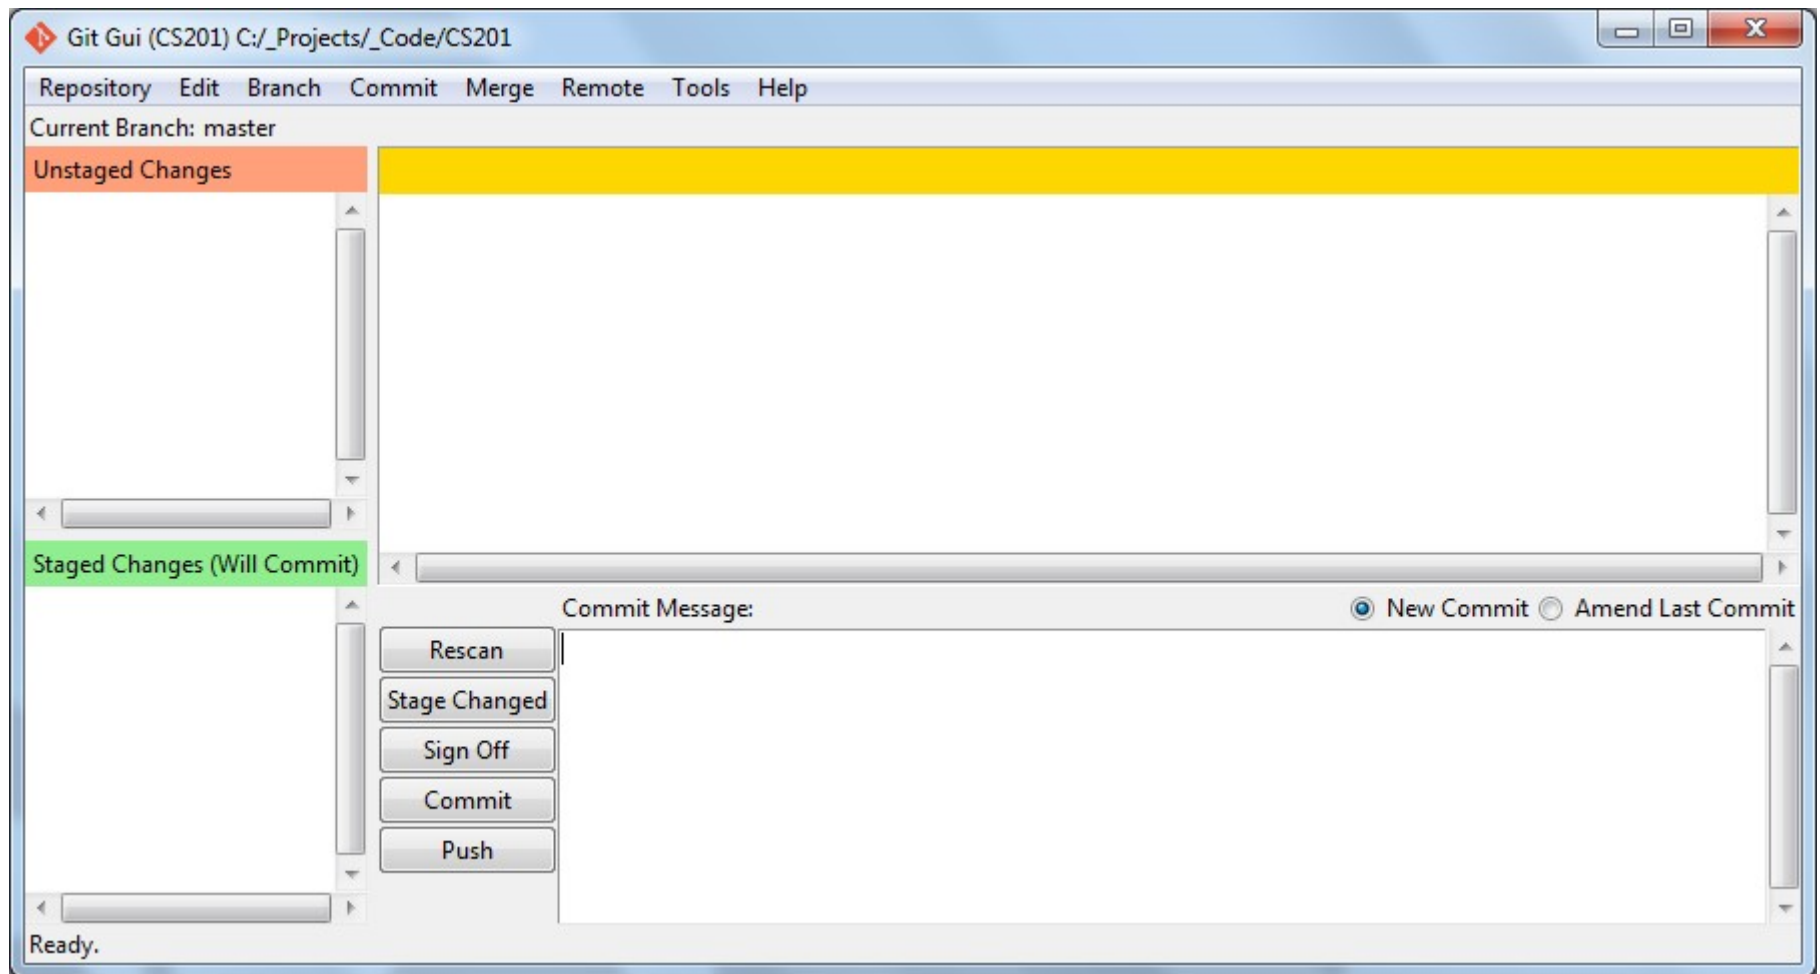 Git Gui (CS201) C:/_Projects/_Code/CS201
Repository Edit Branch Commit Merge Remote Tools Help
Current Branch: master
Unstaged Changes
Staged Changes (Will Commit)
Commit Message:
New Commit Amend Last Commit
Rescan
Stage Changed
Sign Off
Commit
Push
Ready.